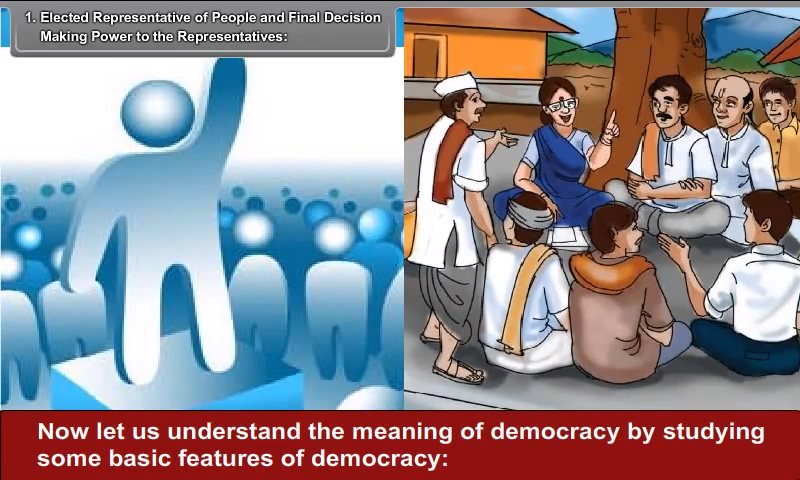 1. Elected Representative of People and Final Decision
Making Power to the Representatives:
Now let us understand the meaning of democracy by studying
some basic features of democracy: